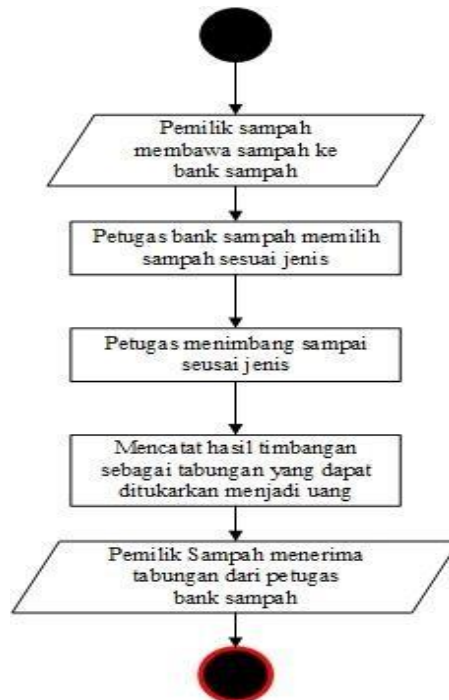 Pemilik sampah
membawa sampah ke
bank sampah
Petugas bank sampah memilih
sampah sesuai jenis
Petugas menimbang sampai
seusai jenis
Mencatat hasil timbangan
sebagai tabungan yang dapat
ditukarkan menjadi uang
Pemilik Sampah menerima
tabungan dari petugas
bank sampah